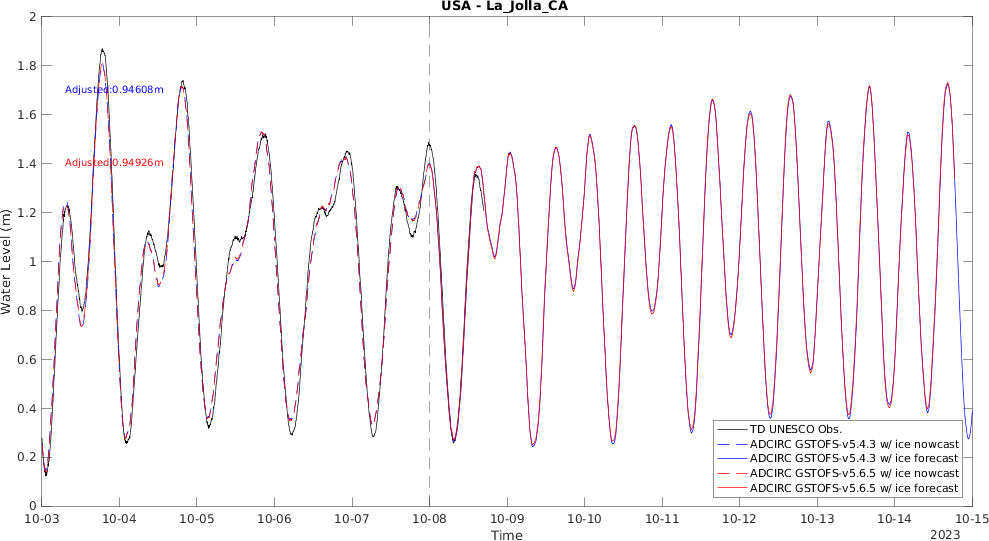 USA - La_Jolla_CA
2
1.8
1.6
1.4
1.2
1
0.8
0.6
0.4
0.2
0
Water Level (m)
Adjusted:0.94608m
Adjusted:0.94926m
TD UNESCO Obs.
ADCIRC GSTOFS-v5.4.3 w/ ice nowcast
ADCIRC GSTOFS-v5.4.3 w/ ice forecast
ADCIRC GSTOFS-v5.6.5 w/ ice nowcast
ADCIRC GSTOFS-v5.6.5 w/ ice forecast
10-03 10-04 10-05 10-06 10-07 10-08 10-09 10-10 10-11 10-12 10-13 10-14 10-15
Time
2023